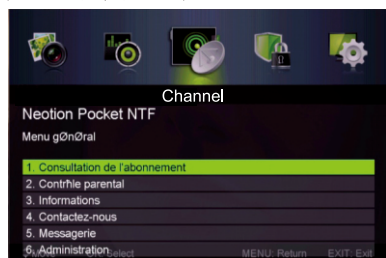 Channel
Neotion Pocket NTF
Menu gØnØral
1. Consultation de l'abonnement
2. Contrhle parental
3. Informations
4. Contactez-nous
5. Messagerie
6. Administration Select MENU: Return EXIT: Exit